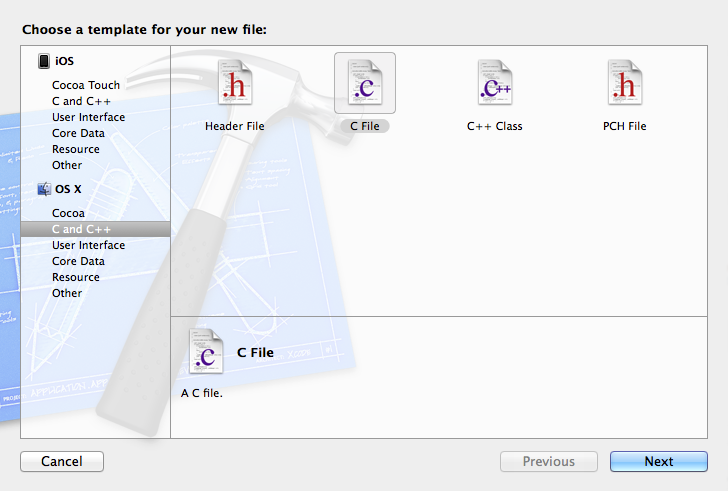 Choose a template for your new file:
iOS
Cocoa Touch
C and C++
User Interface
Core Data
Resource
Other
OS X
Cocoa
C and C++
User Interface
Core Data
Resource
Other
.h
.c
.c++
.h
Header File
C File
C++ Class
PCH File
.c
C File
A C file.
Cancel
Previous
Next